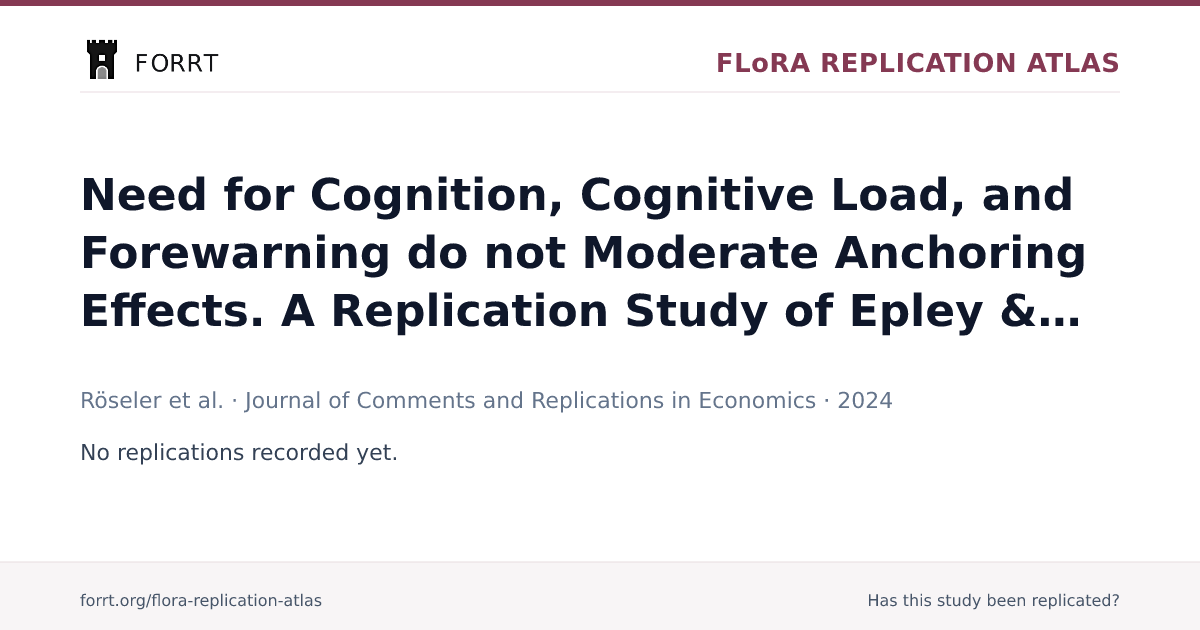 FORRT
FLoRA REPLICATION ATLAS
Need for Cognition, Cognitive Load, and
Forewarning do not Moderate Anchoring
Effects. A Replication Study of Epley &…
Röseler et al. · Journal of Comments and Replications in Economics · 2024
No replications recorded yet.
forrt.org/flora-replication-atlas
Has this study been replicated?